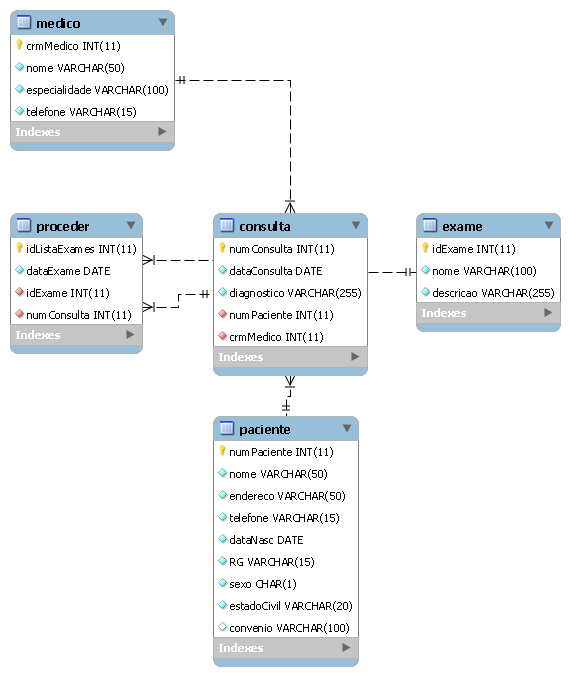 medico
crmMedico INT(11)
nome VARCHAR(50)
especialidade VARCHAR(100)
telefone VARCHAR(15)
Indexes
proceder
idListaExames INT(11)
dataExame DATE
idExame INT(11)
numConsulta INT(11)
Indexes
consulta
numConsulta INT(11)
dataConsulta DATE
diagnostico VARCHAR(255)
numPaciente INT(11)
crmMedico INT(11)
Indexes
exame
idExame INT(11)
nome VARCHAR(100)
descricao VARCHAR(255)
Indexes
paciente
numPaciente INT(11)
nome VARCHAR(50)
endereco VARCHAR(50)
telefone VARCHAR(15)
dataNasc DATE
RG VARCHAR(15)
sexo CHAR(1)
estadoCivil VARCHAR(20)
convenio VARCHAR(100)
Indexes